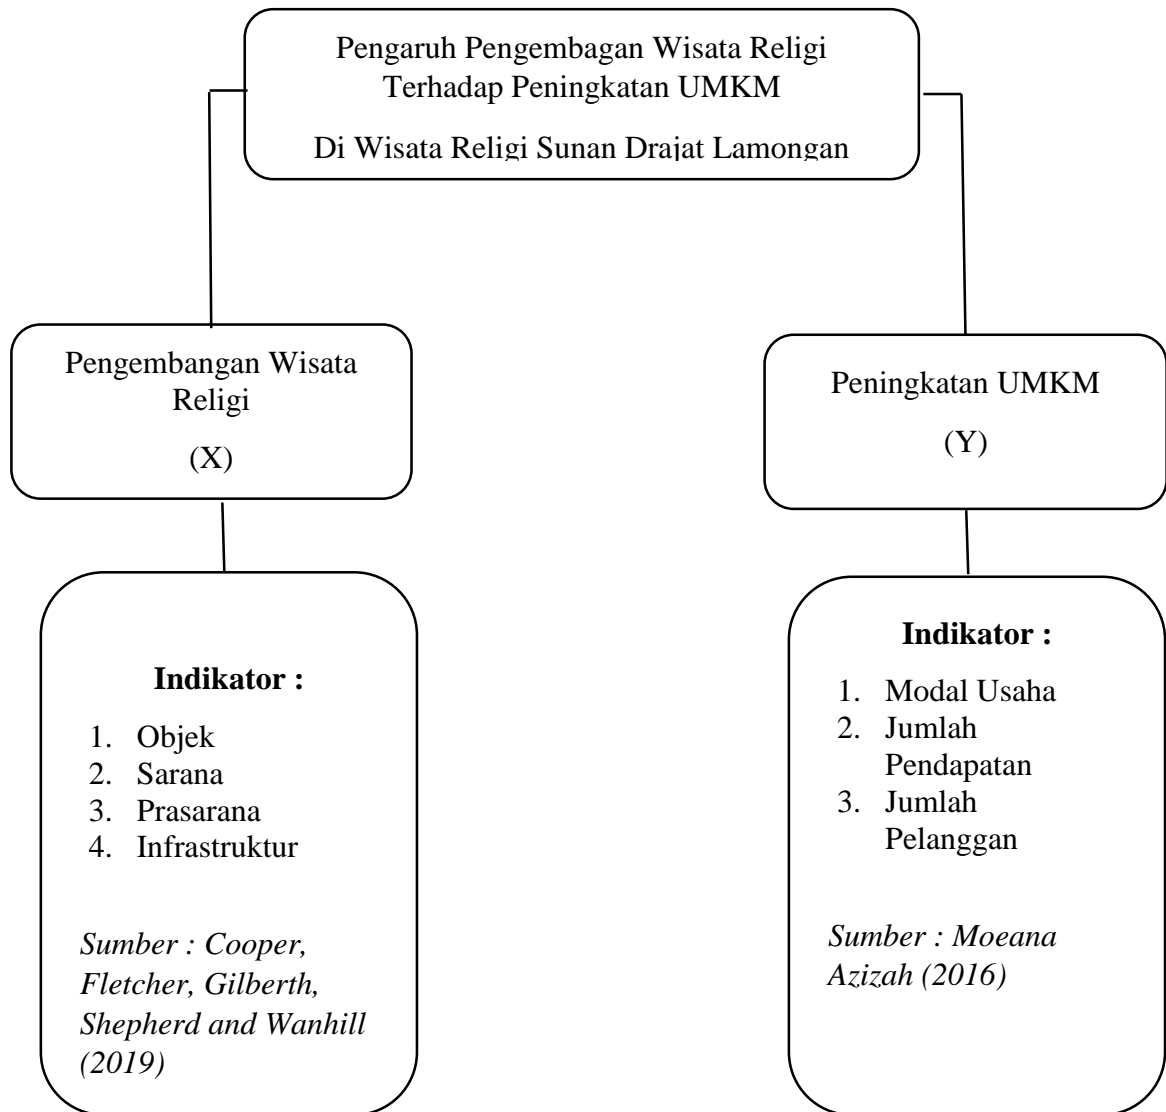 Pengaruh Pengembagan Wisata Religi
Terhadap Peningkatan UMKM
Di Wisata Religi Sunan Drajat Lamongan
Pengembangan Wisata
Religi
(X)
Peningkatan UMKM
(Y)
Indikator :
1. Objek
2. Sarana
3. Prasarana
4. Infrastruktur
Sumber : Cooper,
Fletcher, Gilberth,
Shepherd and Wanhill
(2019)
Indikator :
1. Modal Usaha
2. Jumlah
Pendapatan
3. Jumlah
Pelanggan
Sumber : Moeana
Azizah (2016)